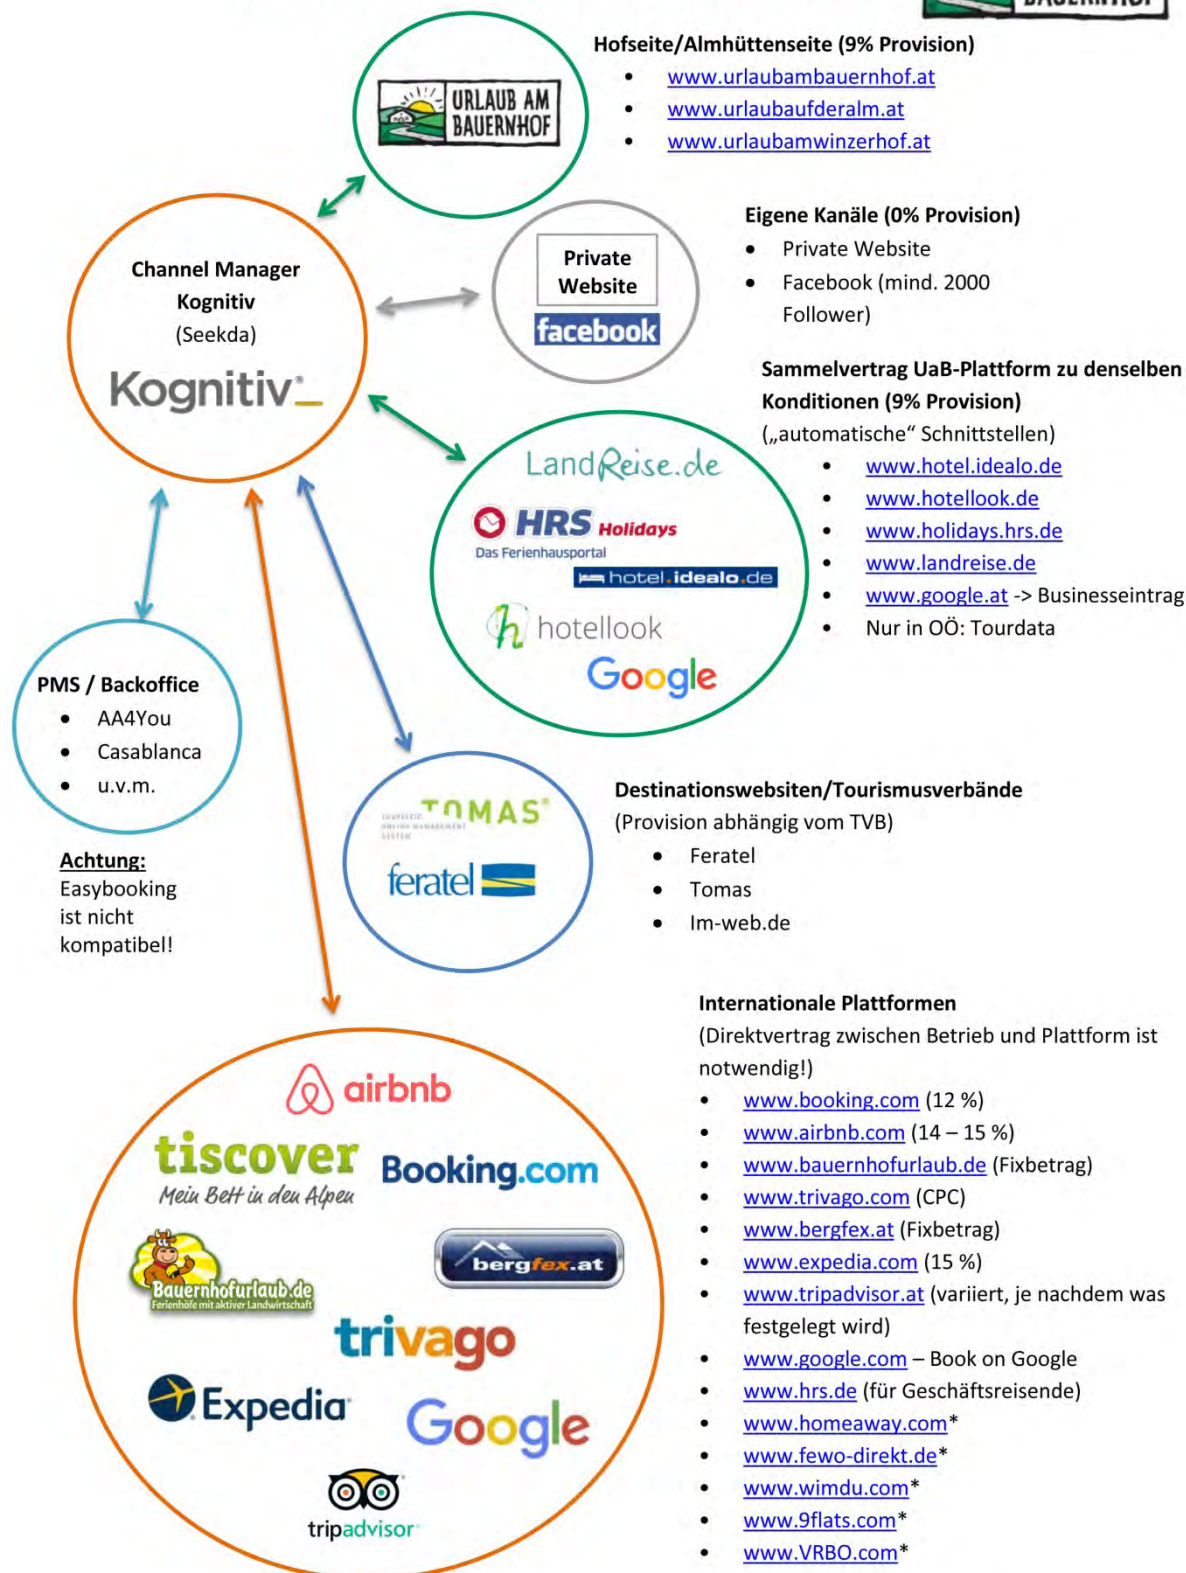 BAUERNHOF
Hofseite/Almhüttenseite (9% Provision)
• www.urlaubambauernhof.at
• www.urlaubaufderalm.at
• www.urlaubamwinzerhof.at
URLAUB AM
BAUERNHOF
Eigene Kanäle (0% Provision)
• Private Website
• Facebook (mind. 2000
Follower)
Private
Website
facebook
Channel Manager
Kognitiv
(Seekda)
Kognitiv®
Sammelvertrag UaB-Plattform zu denselben
Konditionen (9% Provision)
(„automatische“ Schnittstellen)
• www.hotel.idealo.de
• www.hotellook.de
• www.holidays.hrs.de
• www.landreise.de
• www.google.at -> Businesseintrag
• Nur in OÖ: Tourdata
LandReise.de
HRS Holidays
Das Ferienhausportal
hotel.idealo.de
hotellook
Google
PMS / Backoffice
• AA4You
• Casablanca
• u.v.m.
Achtung:
Easybooking
ist nicht
kompatibel!
TOMAS®
feratel
Destinationswebsiten/Tourismusverbände
(Provision abhängig vom TVB)
• Feratel
• Tomas
• Im-web.de
Internationale Plattformen
(Direktvertrag zwischen Betrieb und Plattform ist
notwendig!)
• www.booking.com (12 %)
• www.airbnb.com (14 – 15 %)
• www.bauernhofurlaub.de (Fixbetrag)
• www.trivago.com (CPC)
• www.bergfex.at (Fixbetrag)
• www.expedia.com (15 %)
• www.tripadvisor.at (variiert, je nachdem was
festgelegt wird)
• www.google.com – Book on Google
• www.hrs.de (für Geschäftsreisende)
• www.homeaway.com*
• www.fewo-direkt.de*
• www.wimdu.com*
• www.9flats.com*
• www.VRBO.com*
airbnb
tiscover
Mein Bett in den Alpen
Booking.com
Bauernhofurlaub.de
Ferienhöfe mit aktiver Landwirtschaft
bergfex.at
trivago
Expedia
Google
tripadvisor